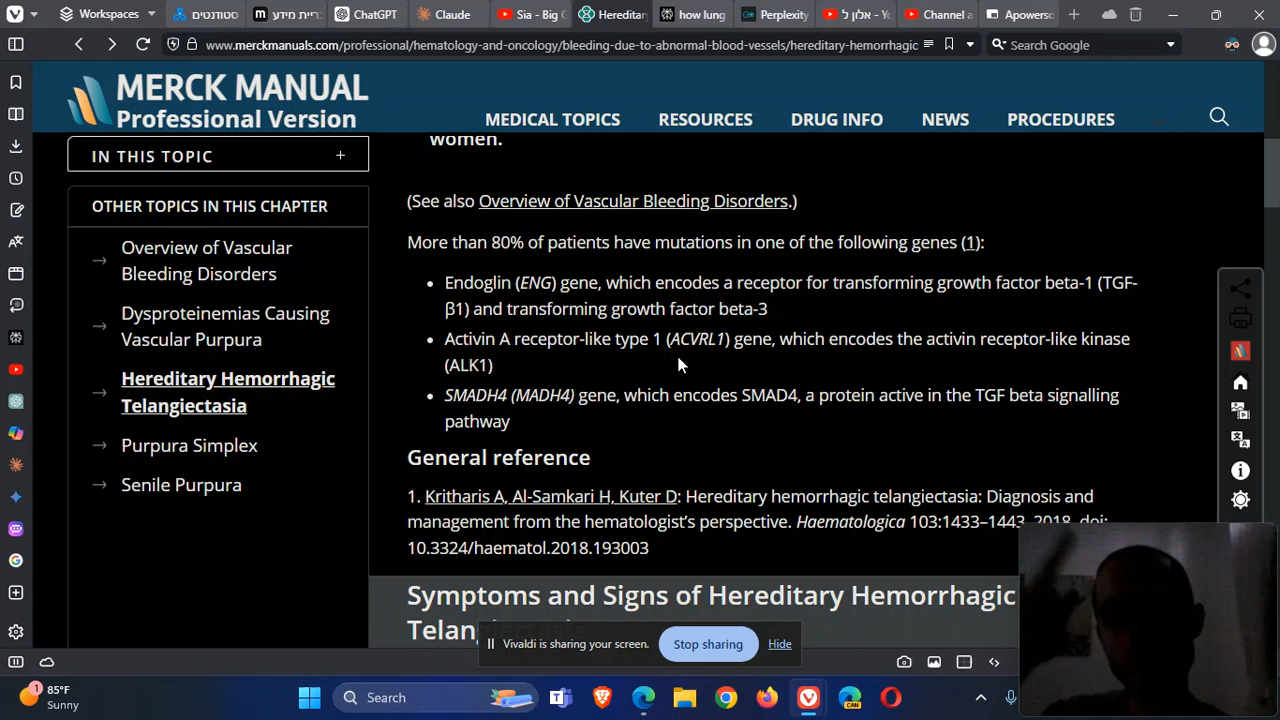 Workspaces
סטודנטים
בריית מידע
ChatGPT
Claude
Sia - Big G
Heredita
how lung
Perplexity
אלון ל - Yo
Channel a
Apowerso
www.merckmanuals.com/professional/hematology-and-oncology/bleeding-due-to-abnormal-blood-vessels/hereditary-hemorrhagic
Search Google
MERCK MANUAL
Professional Version
MEDICAL TOPICS
RESOURCES
DRUG INFO
NEWS
PROCEDURES
IN THIS TOPIC +
OTHER TOPICS IN THIS CHAPTER
Overview of Vascular
Bleeding Disorders
Dysproteinemias Causing
Vascular Purpura
Hereditary Hemorrhagic
Telangiectasia
Purpura Simplex
Senile Purpura
women.
(See also Overview of Vascular Bleeding Disorders.)
More than 80% of patients have mutations in one of the following genes (1):
• Endoglin (ENG) gene, which encodes a receptor for transforming growth factor beta-1 (TGF-
β1) and transforming growth factor beta-3
• Activin A receptor-like type 1 (ACVRL1) gene, which encodes the activin receptor-like kinase
(ALK1)
• SMADH4 (MADH4) gene, which encodes SMAD4, a protein active in the TGF beta signalling
pathway
General reference
1. Kritharis A, Al-Samkari H, Kuter D: Hereditary hemorrhagic telangiectasia: Diagnosis and
management from the hematologist's perspective. Haematologica 103:1433–1443, 2018. doi:
10.3324/haematol.2018.193003
Symptoms and Signs of Hereditary Hemorrhagic
Vivaldi is sharing your screen.
Stop sharing
Hide
1
85°F
Sunny
Search
CAN